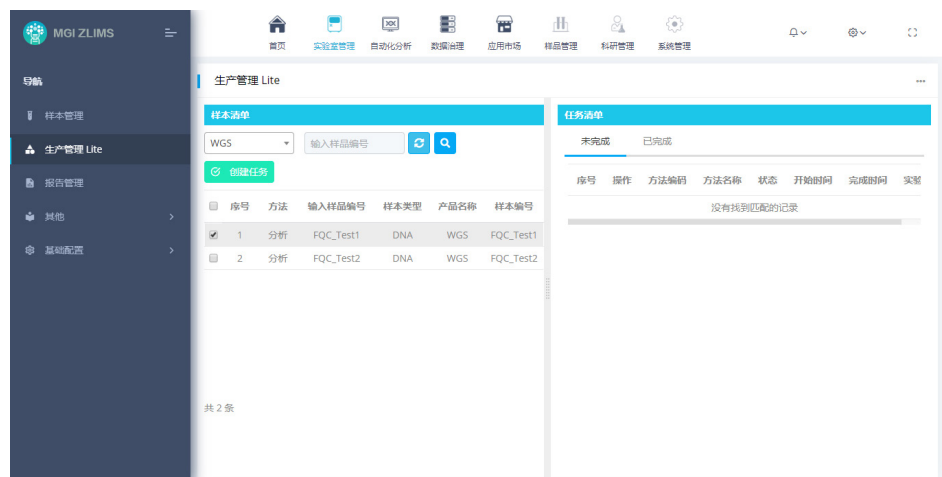 MGI ZLIMS
首页 实验室管理 自动化分析 数据治理 应用市场 样品管理 科研管理 系统管理
导航
样本管理
生产管理 Lite
报告管理
其他
基础配置
生产管理 Lite
样本清单
WGS 输入样品编号
创建任务
序号 方法 输入样品编号 样本类型 产品名称 样本编号
1 分析 FQC_Test1 DNA WGS FQC_Test1
2 分析 FQC_Test2 DNA WGS FQC_Test2
共 2 条
任务清单
未完成 已完成
序号 操作 方法编码 方法名称 状态 开始时间 完成时间 实验
没有找到匹配的记录